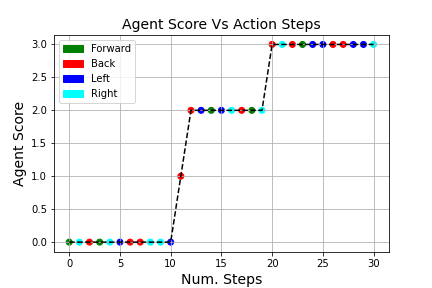 Agent Score Vs Action Steps
Forward
Back
Left
Right
Agent Score
3.0
2.5
2.0
1.5
1.0
0.5
0.0
0 5 10 15 20 25 30
Num. Steps